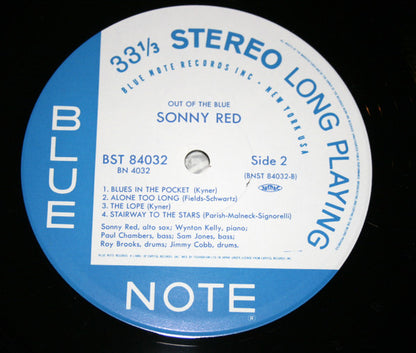 33⅓ STEREO LONG PLAYING
BLUE NOTE RECORDS INC · NEW YORK USA
OUT OF THE BLUE
SONNY RED
BST 84032
BN 4032
Side 2
(BNST 84032-B)
1. BLUES IN THE POCKET (Kyner)
2. ALONE TOO LONG (Fields-Schwartz)
3. THE LOPE (Kyner)
4. STAIRWAY TO THE STARS (Parish-Malneck-Signorelli)
Sonny Red, alto sax; Wynton Kelly, piano;
Paul Chambers, bass; Sam Jones, bass;
Roy Brooks, drums; Jimmy Cobb, drums.
BLUE
NOTE
®